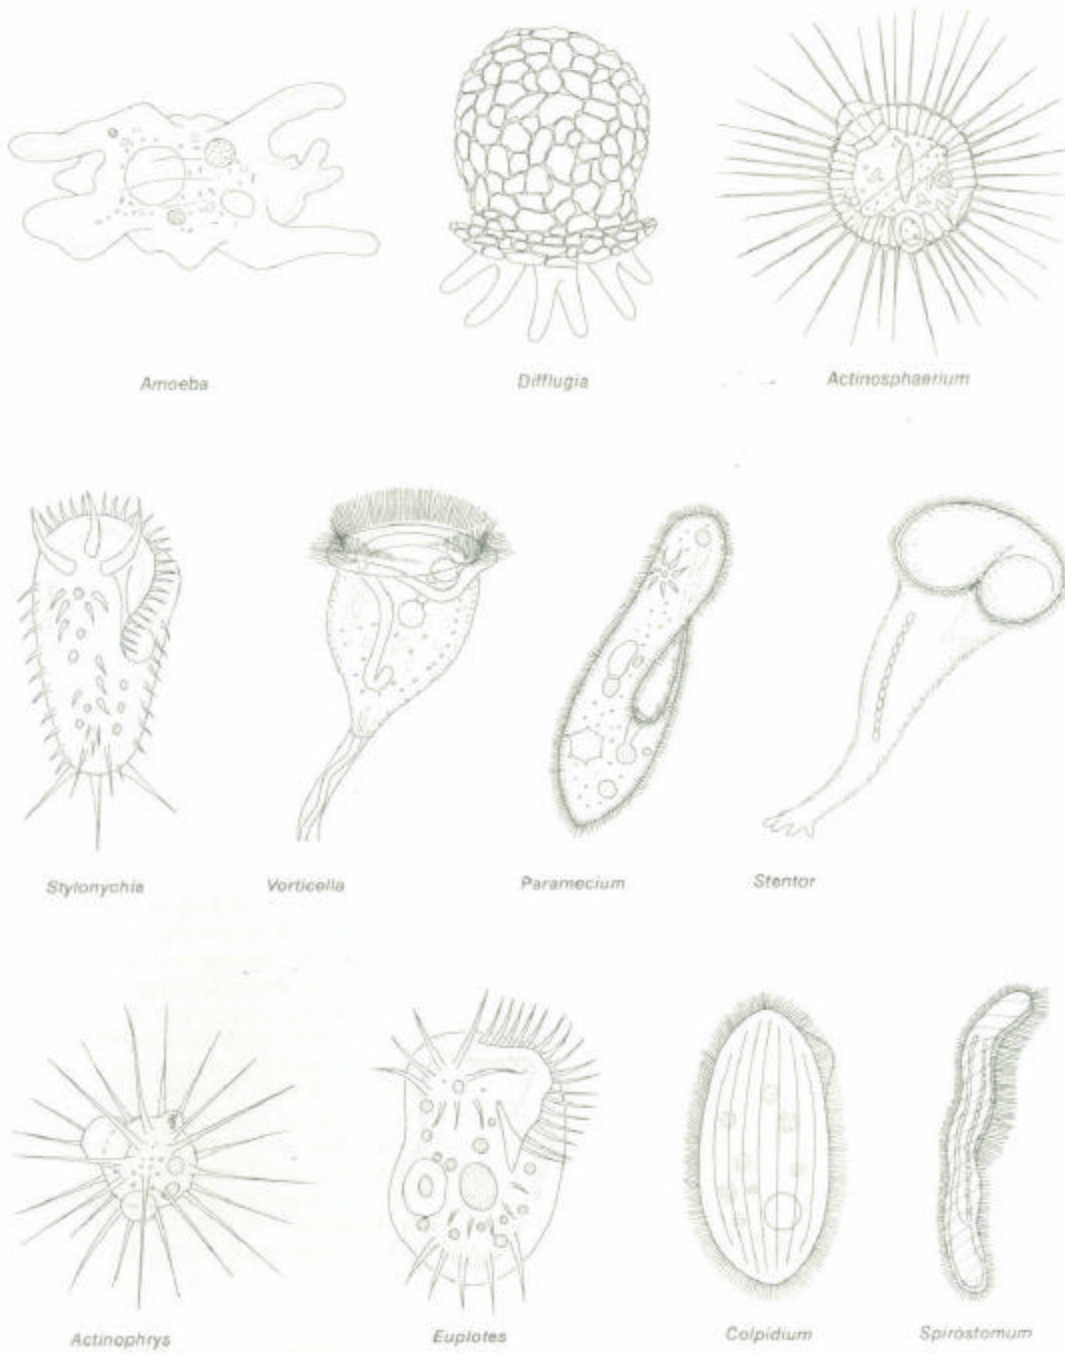 Amoeba
Difflugia
Actinosphaerium
Stylonychia
Vorticella
Paramecium
Stentor
Actinophrys
Euplotes
Colpidium
Spirostomum